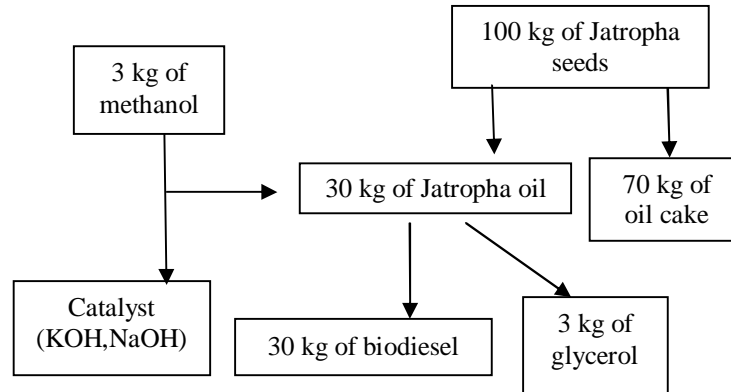 100 kg of Jatropha
seeds
3 kg of
methanol
30 kg of Jatropha oil
70 kg of
oil cake
Catalyst
(KOH,NaOH)
30 kg of biodiesel
3 kg of
glycerol